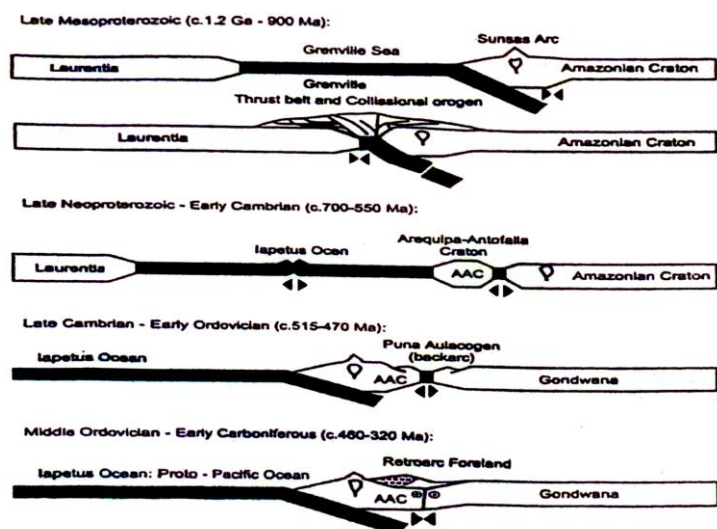 Late Mesoproterozoic (c.1.2 Ga - 900 Ma):
Sunsas Arc
Grenville Sea
Laurentia
Amazonian Craton
Grenville
Thrust belt and Collissional orogen
Laurentia
Amazonian Craton
Late Neoproterozoic - Early Cambrian (c.700-550 Ma):
Arequipa-Antofalla
Iapetus Ocen
Craton
Laurentia
AAC
Amazonian Craton
Late Cambrian - Early Ordovician (c.515-470 Ma):
Puna Aulacogen
Iapetus Ocean
(backarc)
AAC
Gondwana
Middle Ordovician - Early Carboniferous (c.460-320 Ma):
Retroarc Foreland
Iapetus Ocean: Proto - Pacific Ocean
AAC
Gondwana